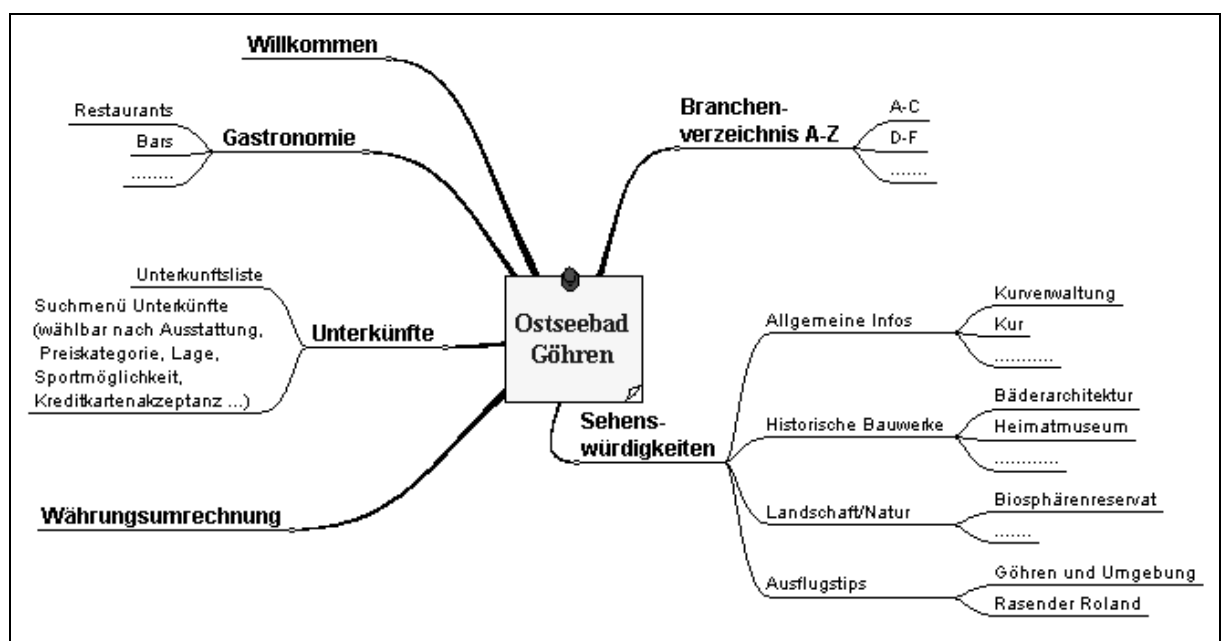 Willkommen
Restaurants
Bars
........
Gastronomie
Branchen-
verzeichnis A-Z
A-C
D-F
.......
Unterkunftsliste
Suchmenü Unterkünfte
(wählbar nach Ausstattung,
Preiskategorie, Lage,
Sportmöglichkeit,
Kreditkartenakzeptanz ...)
Unterkünfte
Währungsumrechnung
Ostseebad
Göhren
Sehens-
würdigkeiten
Allgemeine Infos
Kurverwaltung
Kur
...........
Historische Bauwerke
Bäderarchitektur
Heimatmuseum
............
Landschaft/Natur
Biosphärenreservat
.......
Ausflugstips
Göhren und Umgebung
Rasender Roland